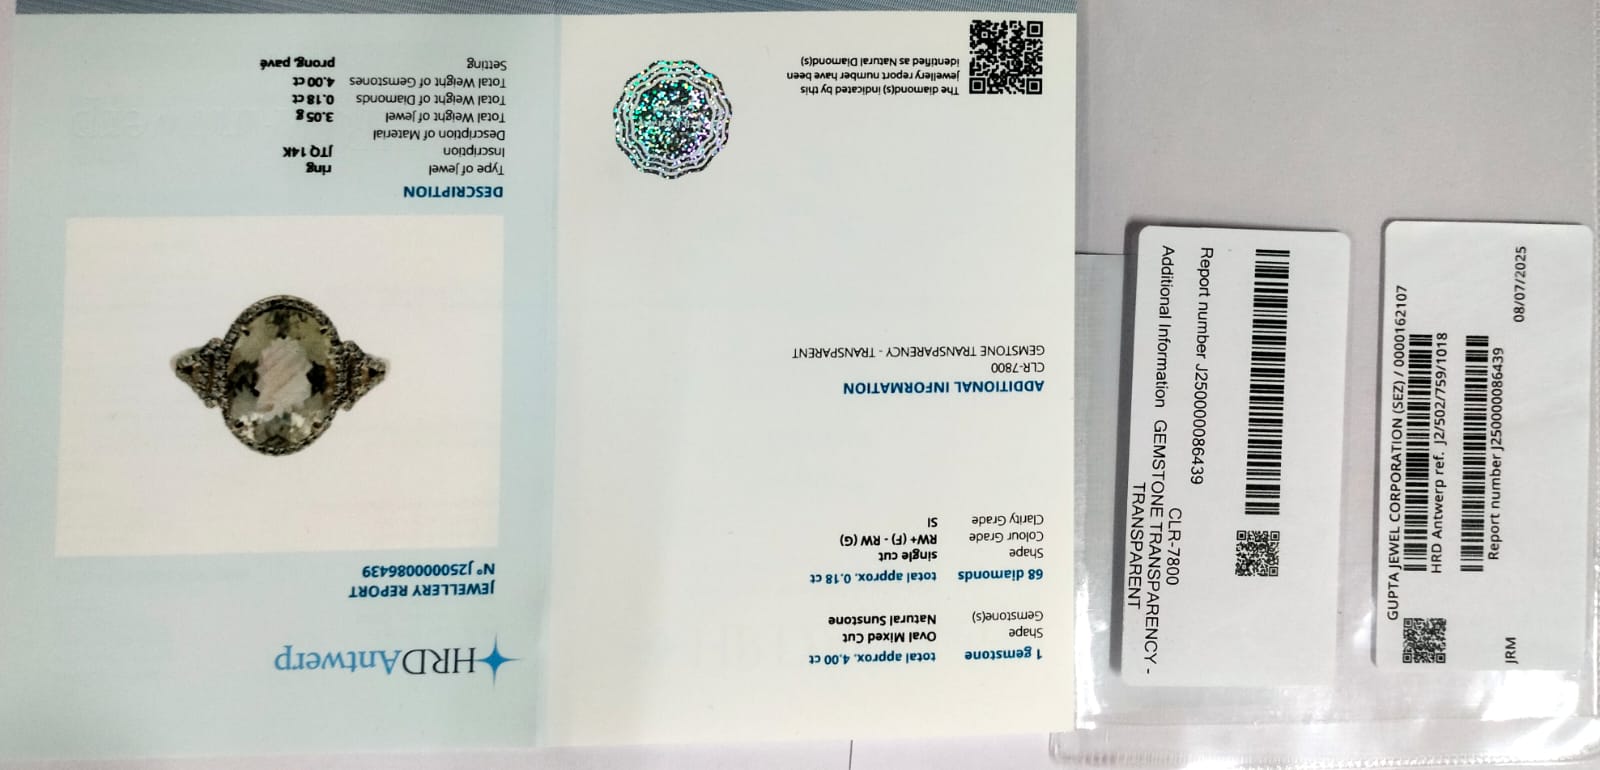 HRDAntwerp
JEWELLERY REPORT
N° J250000086439
DESCRIPTION
Type of jewel ring
Inscription JTQ 14K
Description of Material
Total Weight of Jewel 3.05 g
Total Weight of Diamonds 0.18 ct
Total Weight of Gemstones 4.00 ct
Setting prong, pavé
1 gemstone total approx. 4.00 ct
Shape Oval Mixed Cut
Gemstone(s) Natural Sunstone
68 diamonds total approx. 0.18 ct
Shape single cut
Colour Grade RW+ (F) - RW (G)
Clarity Grade SI
ADDITIONAL INFORMATION
CLR-7800
GEMSTONE TRANSPARENCY - TRANSPARENT
The diamond(s) indicated by this
jewellery report number have been
identified as Natural Diamond(s)
Report number J250000086439
Additional Information CLR-7800
GEMSTONE TRANSPARENCY -
TRANSPARENT
GUPTA JEWEL CORPORATION (SEZ) / 0000162107
HRD Antwerp ref. J2/502/759/1018
Report number J250000086439
JRM 08/07/2025